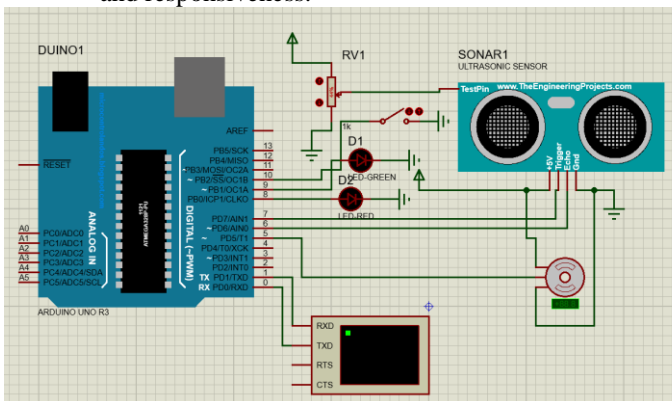 and responsiveness.
DUINO1
RV1
SONAR1
ULTRASONIC SENSOR
TestPin
www.TheEngineeringProjects.com
+5V
Trigger
Echo
Gnd
1k
D1
LED-GREEN
D2
LED-RED
AREF
RESET
PB5/SCK
13
PB4/MISO
12
~PB3/MOSI/OC2A
11
~ PB2/SS/OC1B
10
~ PB1/OC1A
9
PB0/ICP1/CLKO
8
PD7/AIN1
7
~ PD6/AIN0
6
~ PD5/T1
5
PD4/T0/XCK
4
~ PD3/INT1
3
PD2/INT0
2
TX PD1/TXD
1
RX PD0/RXD
0
DIGITAL (~PWM)
ANALOG IN
ATMEGA328P-PU
1121
A0
PC0/ADC0
A1
PC1/ADC1
A2
PC2/ADC2
A3
PC3/ADC3
A4
PC4/ADC4/SDA
A5
PC5/ADC5/SCL
ARDUINO UNO R3
RXD
TXD
RTS
CTS